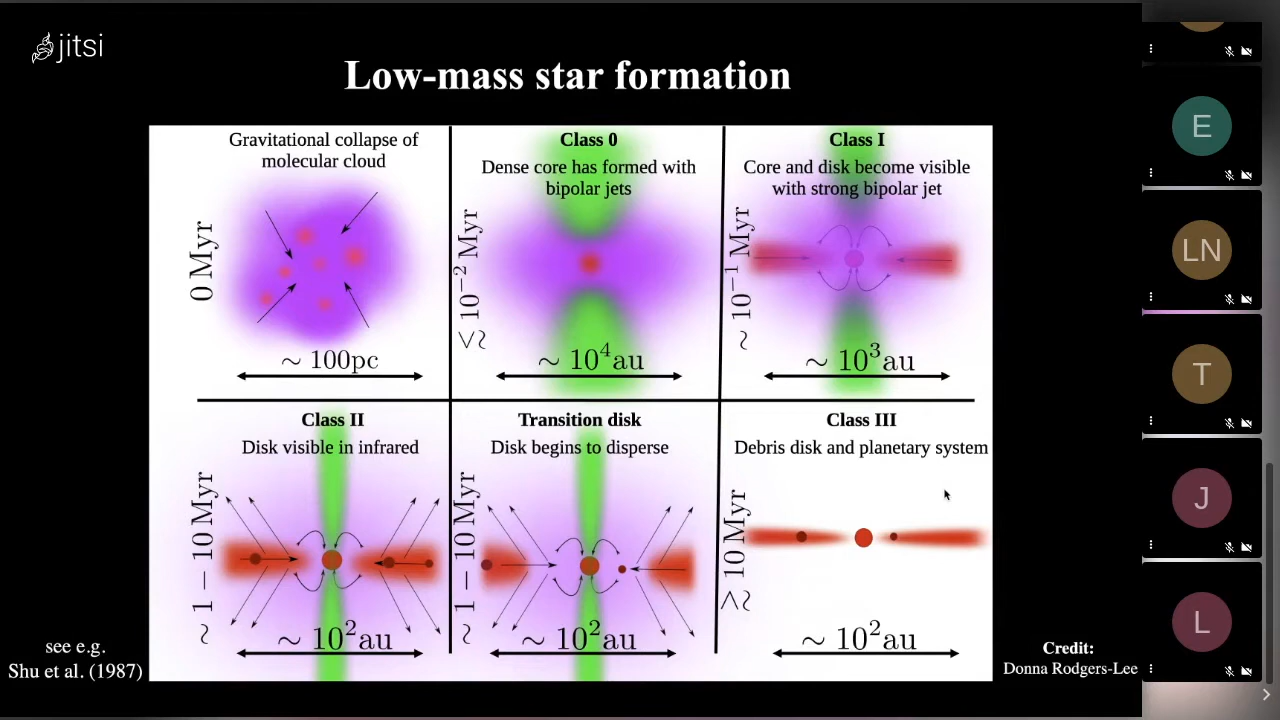 jitsi
Low-mass star formation
Gravitational collapse of
molecular cloud
0 Myr
~ 100pc
Class 0
Dense core has formed with
bipolar jets
≲ 10⁻² Myr
~ 10⁴au
Class I
Core and disk become visible
with strong bipolar jet
~ 10⁻¹ Myr
~ 10³au
Class II
Disk visible in infrared
~ 1 − 10 Myr
~ 10²au
Transition disk
Disk begins to disperse
~ 1 − 10 Myr
~ 10²au
Class III
Debris disk and planetary system
≳ 10 Myr
~ 10²au
see e.g.
Shu et al. (1987)
Credit:
Donna Rodgers-Lee
E
LN
T
J
L